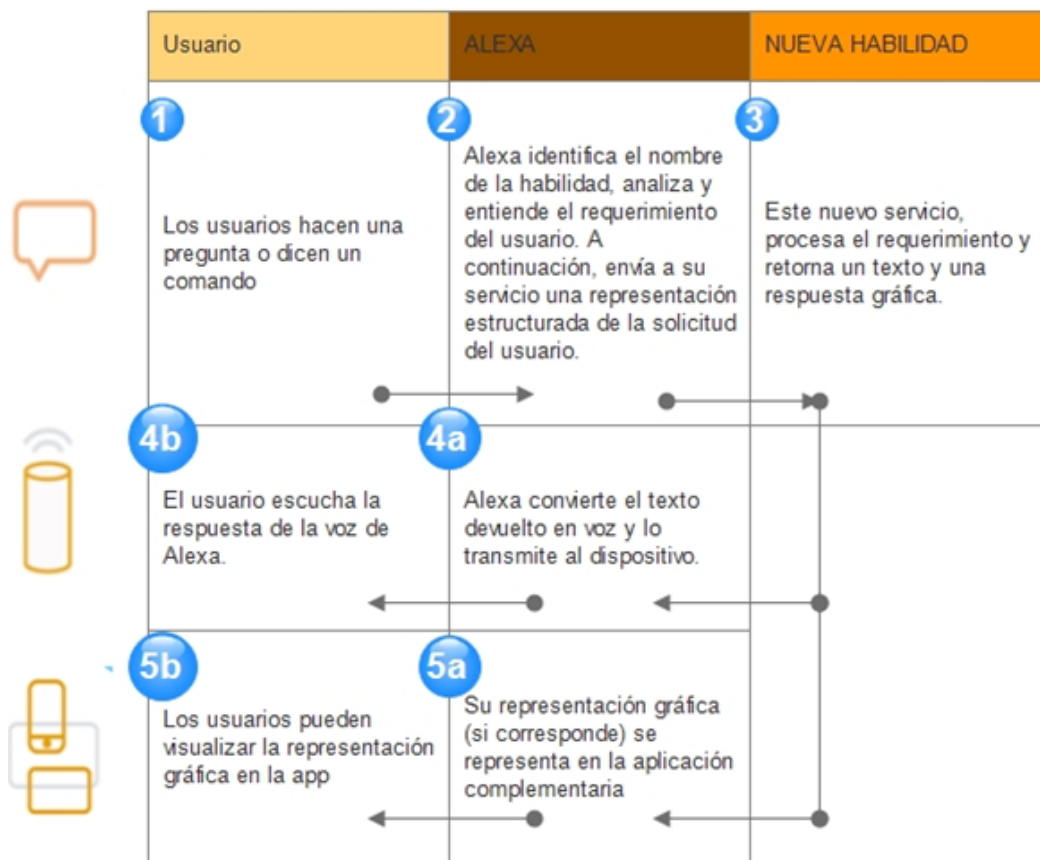 Usuario
ALEXA
NUEVA HABILIDAD
1
2
3
Los usuarios hacen una
pregunta o dicen un
comando
Alexa identifica el nombre
de la habilidad, analiza y
entiende el requerimiento
del usuario. A
continuación, envía a su
servicio una representación
estructurada de la solicitud
del usuario.
Este nuevo servicio,
procesa el requerimiento y
retorna un texto y una
respuesta gráfica.
4b
4a
El usuario escucha la
respuesta de la voz de
Alexa.
Alexa convierte el texto
devuelto en voz y lo
transmite al dispositivo.
5b
5a
Los usuarios pueden
visualizar la representación
gráfica en la app
Su representación gráfica
(si corresponde) se
representa en la aplicación
complementaria